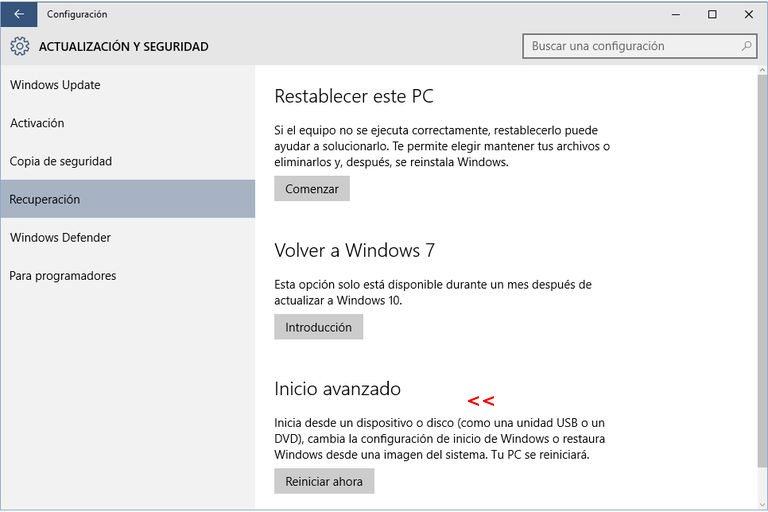 Configuración
ACTUALIZACIÓN Y SEGURIDAD
Buscar una configuración
Windows Update
Activación
Copia de seguridad
Recuperación
Windows Defender
Para programadores
Restablecer este PC
Si el equipo no se ejecuta correctamente, restablecerlo puede
ayudar a solucionarlo. Te permite elegir mantener tus archivos o
eliminarlos y, después, se reinstala Windows.
Comenzar
Volver a Windows 7
Esta opción solo está disponible durante un mes después de
actualizar a Windows 10.
Introducción
Inicio avanzado
<<
Inicia desde un dispositivo o disco (como una unidad USB o un
DVD), cambia la configuración de inicio de Windows o restaura
Windows desde una imagen del sistema. Tu PC se reiniciará.
Reiniciar ahora